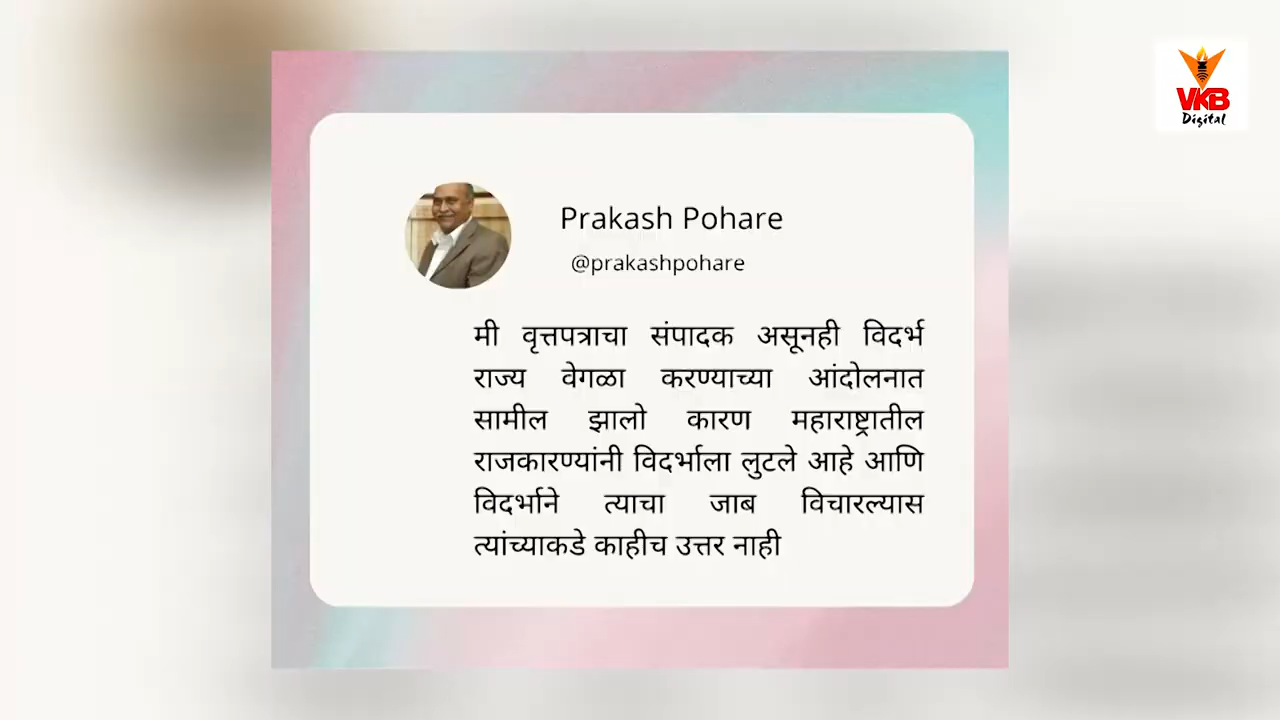 VKB
Digital
Prakash Pohare
@prakashpohare
मी वृत्तपत्राचा संपादक असूनही विदर्भ
राज्य वेगळा करण्याच्या आंदोलनात
सामील झालो कारण महाराष्ट्रातील
राजकारण्यांनी विदर्भाला लुटले आहे आणि
विदर्भाने त्याचा जाब विचारल्यास
त्यांच्याकडे काहीच उत्तर नाही